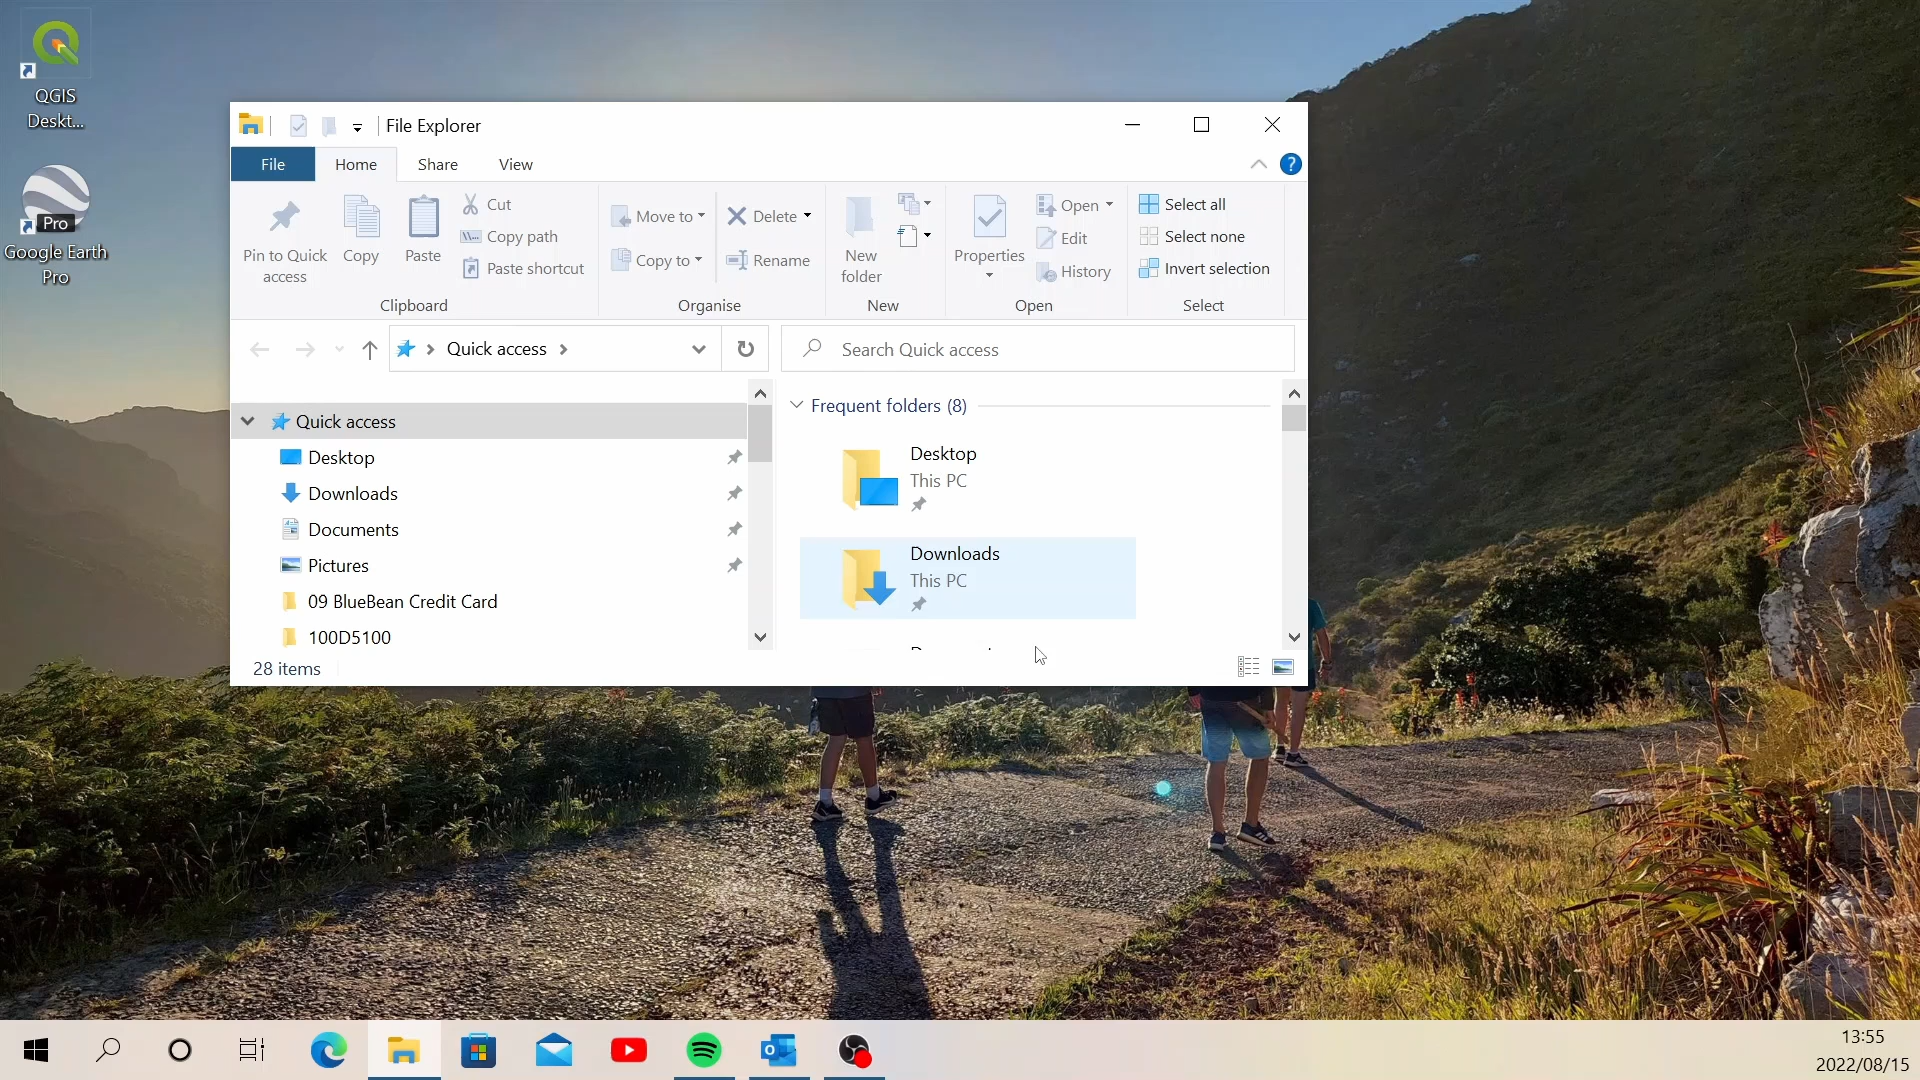 QGIS
Deskt...
Pro
Google Earth
Pro
File Explorer
File
Home
Share
View
?
Pin to Quick
access
Copy
Paste
Cut
Copy path
Paste shortcut
Clipboard
Move to
Copy to
Delete
Rename
Organise
New
folder
New
Properties
Open
Edit
History
Open
Select all
Select none
Invert selection
Select
Quick access
Search Quick access
Quick access
Desktop
Downloads
Documents
Pictures
09 BlueBean Credit Card
100D5100
28 items
Frequent folders (8)
Desktop
This PC
Downloads
This PC
13:55
2022/08/15